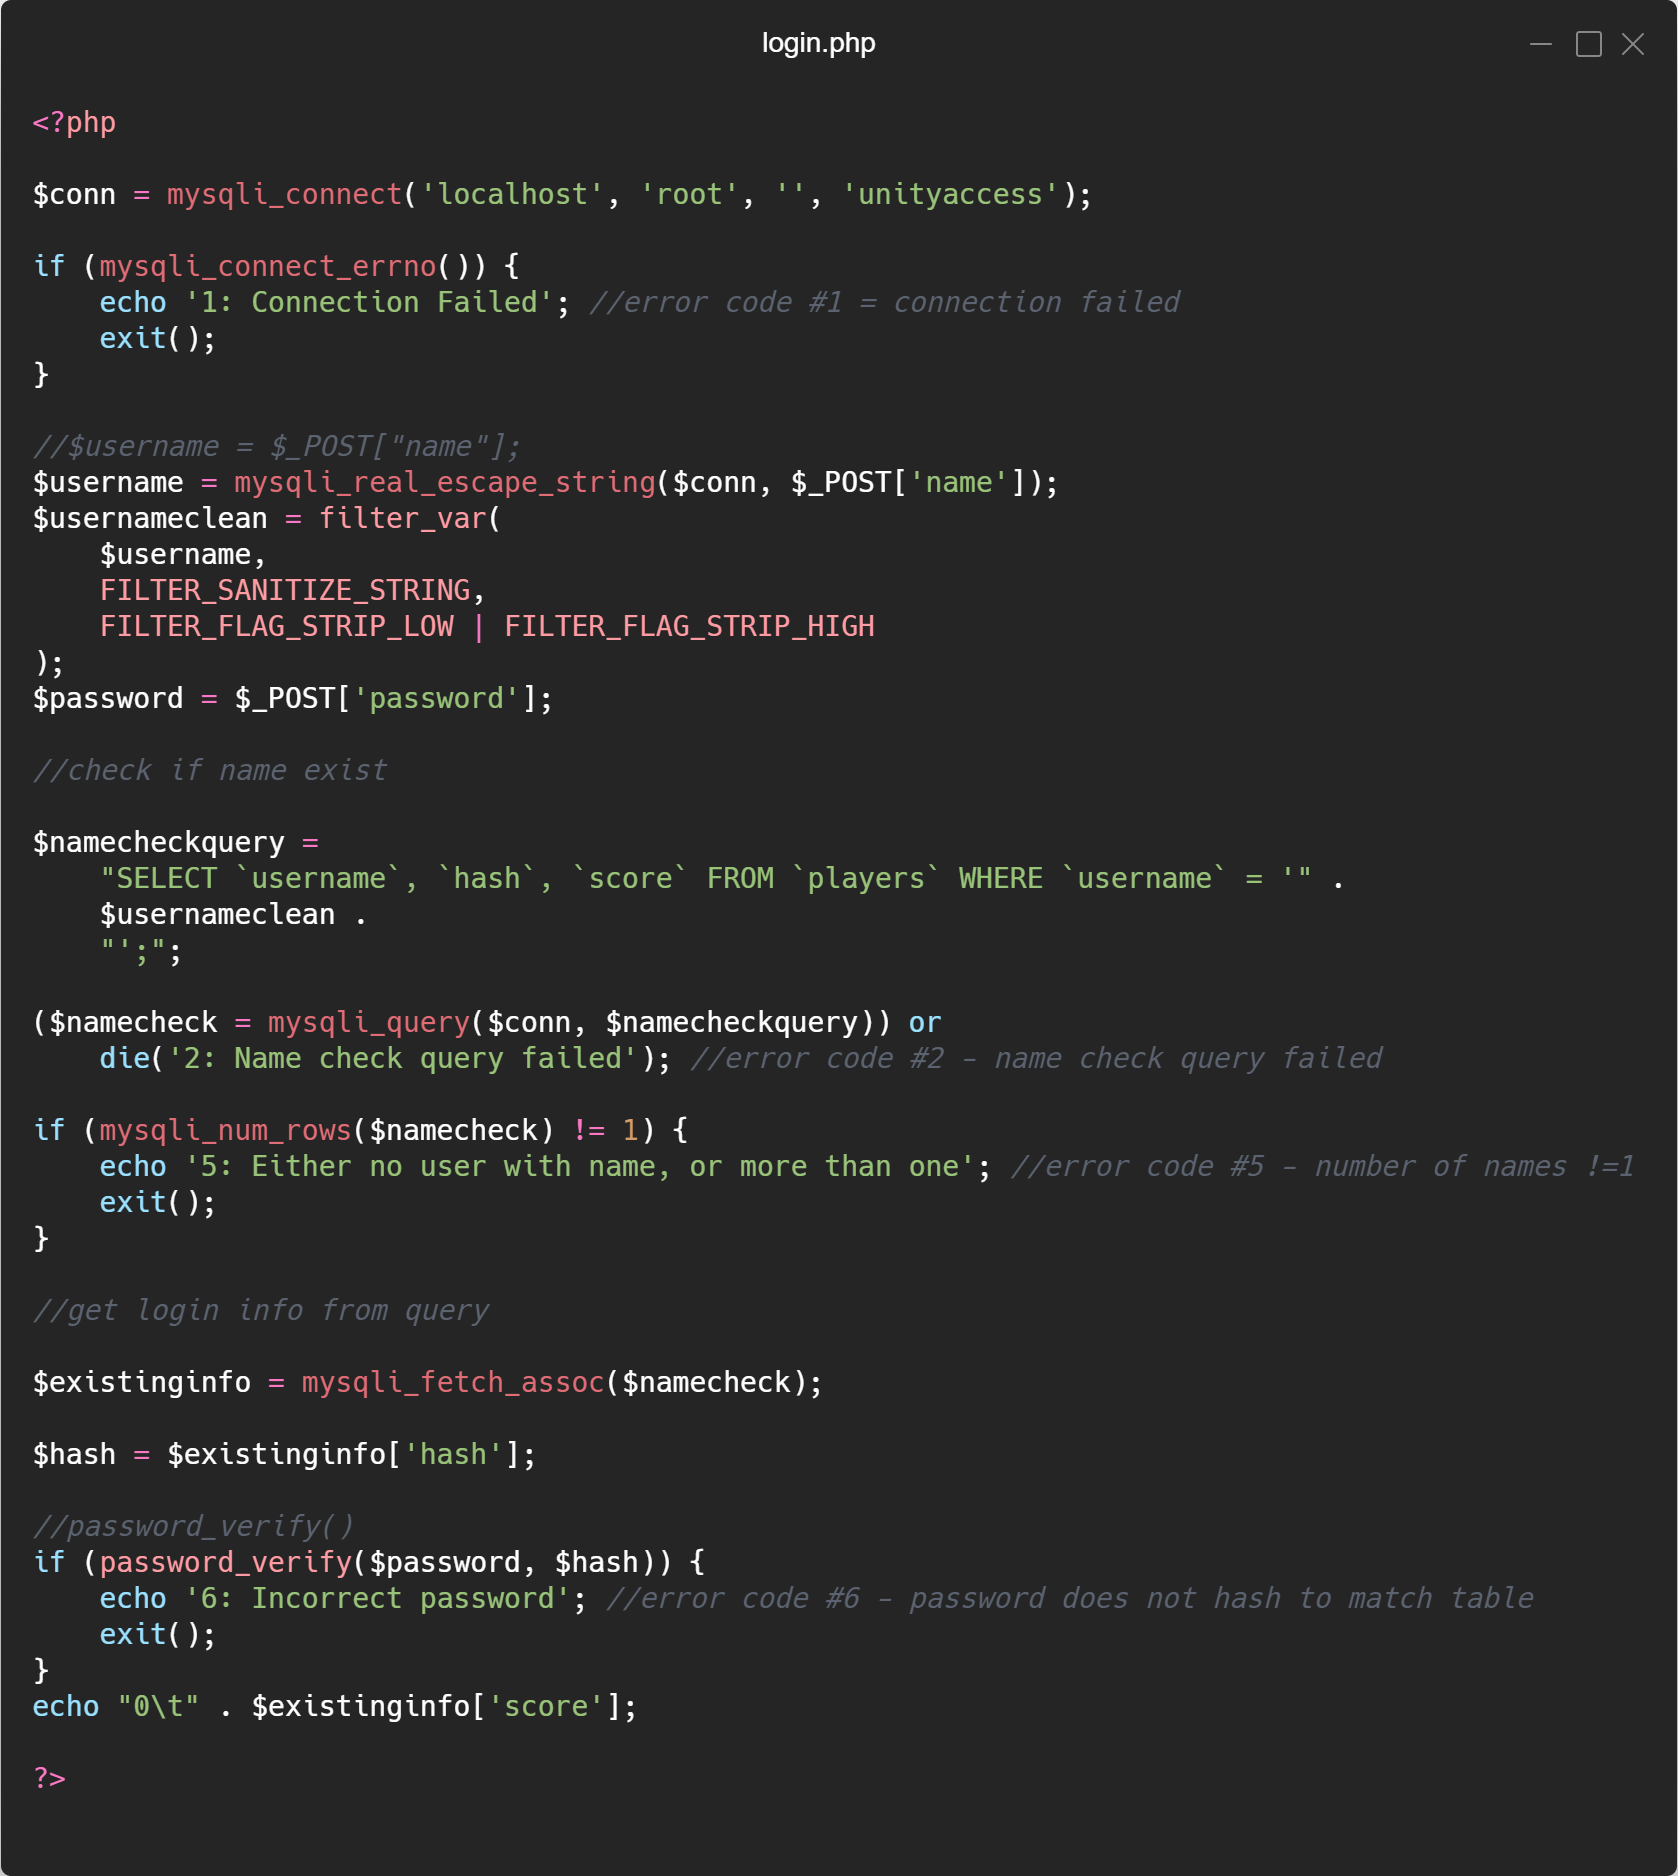 login.php
<?php
$conn = mysqli_connect('localhost', 'root', '', 'unityaccess');
if (mysqli_connect_errno()) {
    echo '1: Connection Failed'; //error code #1 = connection failed
    exit();
}
//$username = $_POST["name"];
$username = mysqli_real_escape_string($conn, $_POST['name']);
$usernameclean = filter_var(
    $username,
    FILTER_SANITIZE_STRING,
    FILTER_FLAG_STRIP_LOW | FILTER_FLAG_STRIP_HIGH
);
$password = $_POST['password'];
//check if name exist
$namecheckquery =
    "SELECT `username`, `hash`, `score` FROM `players` WHERE `username` = '" .
    $usernameclean .
    "';";
($namecheck = mysqli_query($conn, $namecheckquery)) or
    die('2: Name check query failed'); //error code #2 - name check query failed
if (mysqli_num_rows($namecheck) != 1) {
    echo '5: Either no user with name, or more than one'; //error code #5 - number of names !=1
    exit();
}
//get login info from query
$existinginfo = mysqli_fetch_assoc($namecheck);
$hash = $existinginfo['hash'];
//password_verify()
if (password_verify($password, $hash)) {
    echo '6: Incorrect password'; //error code #6 - password does not hash to match table
    exit();
}
echo "0\t" . $existinginfo['score'];
?>